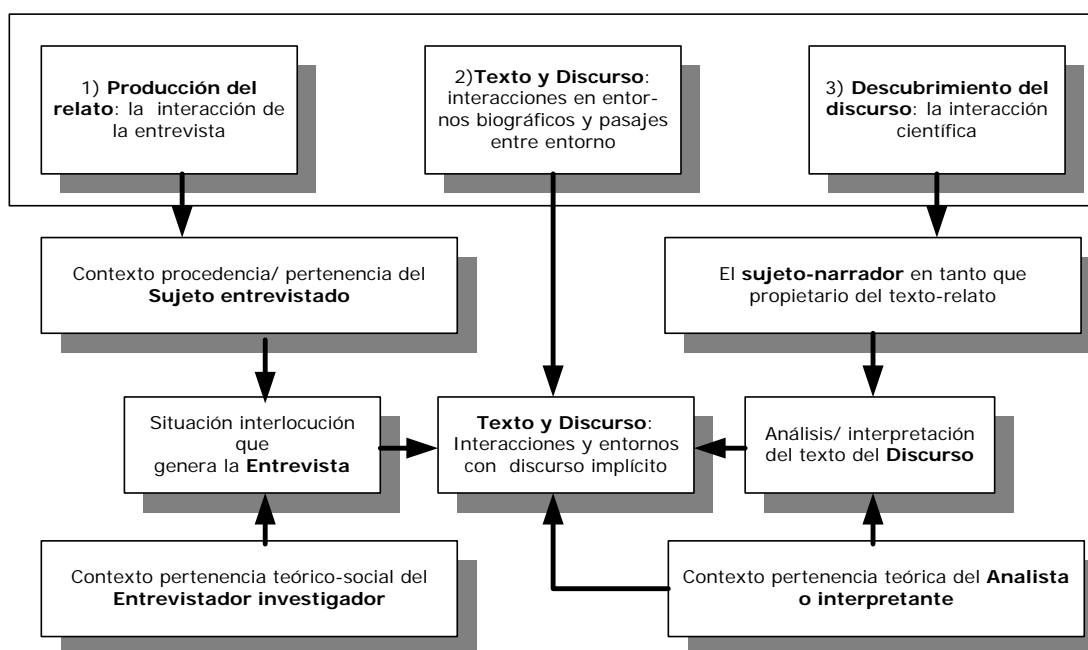 1) Producción del
relato: la interacción de
la entrevista
2)Texto y Discurso:
interacciones en entor-
nos biográficos y pasajes
entre entorno
3) Descubrimiento del
discurso: la interacción
científica
Contexto procedencia/ pertenencia del
Sujeto entrevistado
El sujeto-narrador en tanto que
propietario del texto-relato
Situación interlocución
que
genera la Entrevista
Texto y Discurso:
Interacciones y entornos
con discurso implícito
Análisis/ interpretación
del texto del Discurso
Contexto pertenencia teórico-social del
Entrevistador investigador
Contexto pertenencia teórica del Analista
o interpretante